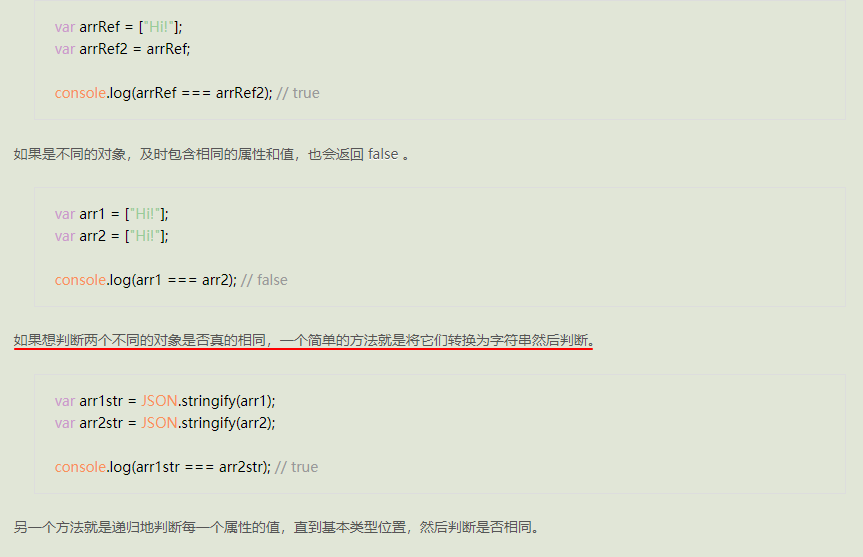 var arrRef = ["Hi!"];
var arrRef2 = arrRef;
console.log(arrRef === arrRef2); // true
如果是不同的对象，及时包含相同的属性和值，也会返回 false 。
var arr1 = ["Hi!"];
var arr2 = ["Hi!"];
console.log(arr1 === arr2); // false
如果想判断两个不同的对象是否真的相同，一个简单的方法就是将它们转换为字符串然后判断。
var arr1str = JSON.stringify(arr1);
var arr2str = JSON.stringify(arr2);
console.log(arr1str === arr2str); // true
另一个方法就是递归地判断每一个属性的值，直到基本类型位置，然后判断是否相同。